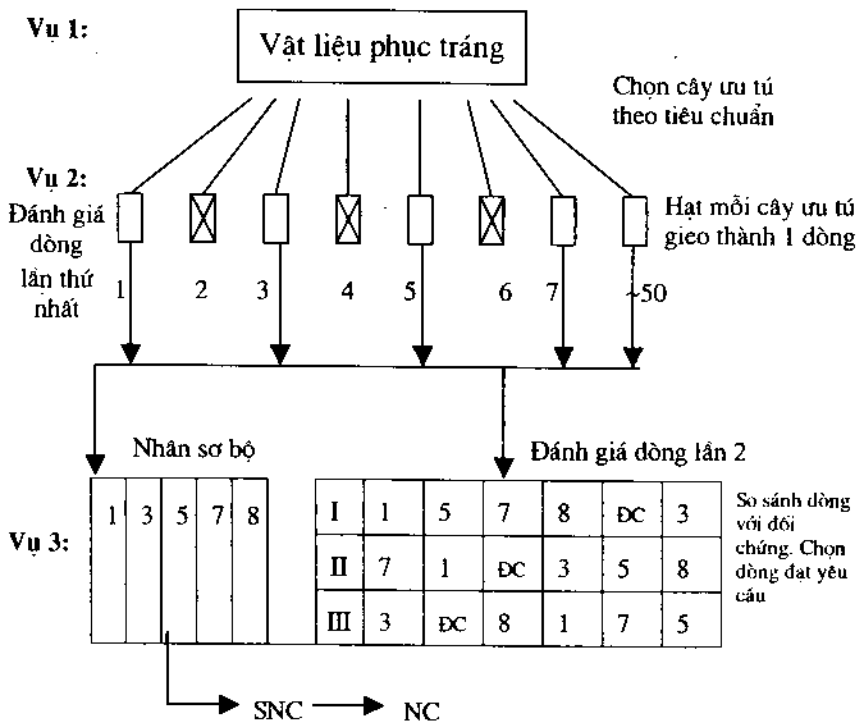 Vụ 1:
Vật liệu phục tráng
Chọn cây ưu tú
theo tiêu chuẩn
Vụ 2:
Đánh giá
dòng
lần thứ
nhất
Hạt mỗi cây ưu tú
gieo thành 1 dòng
1 2 3 4 5 6 7 ~50
Nhân sơ bộ
Đánh giá dòng lần 2
Vụ 3:
1 3 5 7 8
I 1 5 7 8 ĐC 3
II 7 1 ĐC 3 5 8
III 3 ĐC 8 1 7 5
So sánh dòng
với đối
chứng. Chọn
dòng đạt yêu
cầu
SNC NC